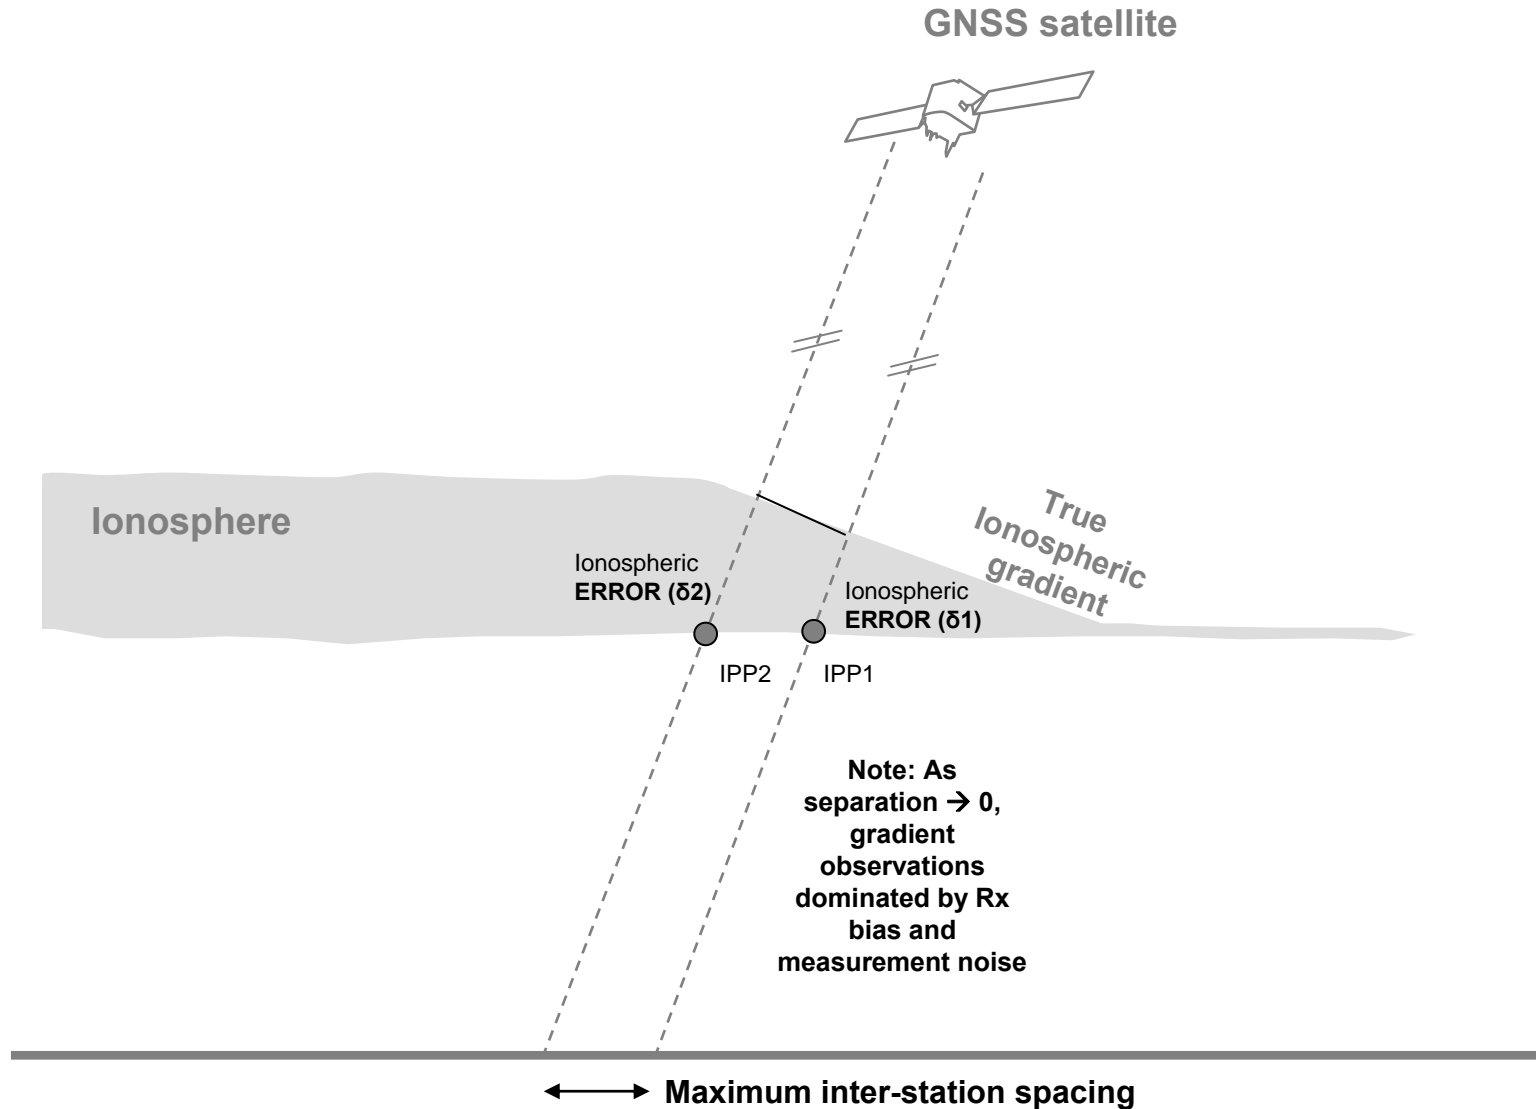 GNSS satellite
Ionosphere
True
Ionospheric
gradient
Ionospheric
ERROR (δ2)
Ionospheric
ERROR (δ1)
IPP2
IPP1
Note: As
separation → 0,
gradient
observations
dominated by Rx
bias and
measurement noise
Maximum inter-station spacing